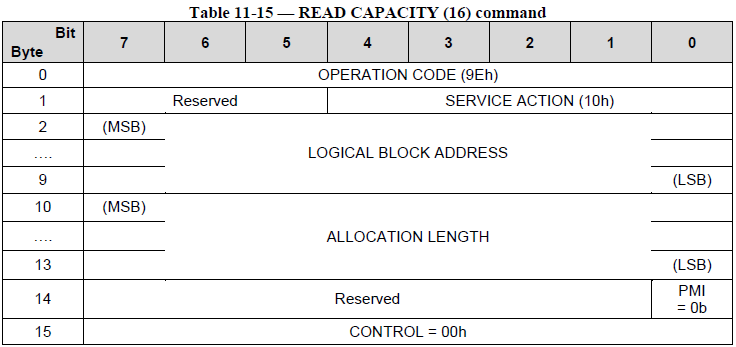 Table 11-15 — READ CAPACITY (16) command
Bit
Byte 7 6 5 4 3 2 1 0
0 OPERATION CODE (9Eh)
1 Reserved SERVICE ACTION (10h)
2 (MSB)
.... LOGICAL BLOCK ADDRESS
9 (LSB)
10 (MSB)
.... ALLOCATION LENGTH
13 (LSB)
14 Reserved PMI
= 0b
15 CONTROL = 00h